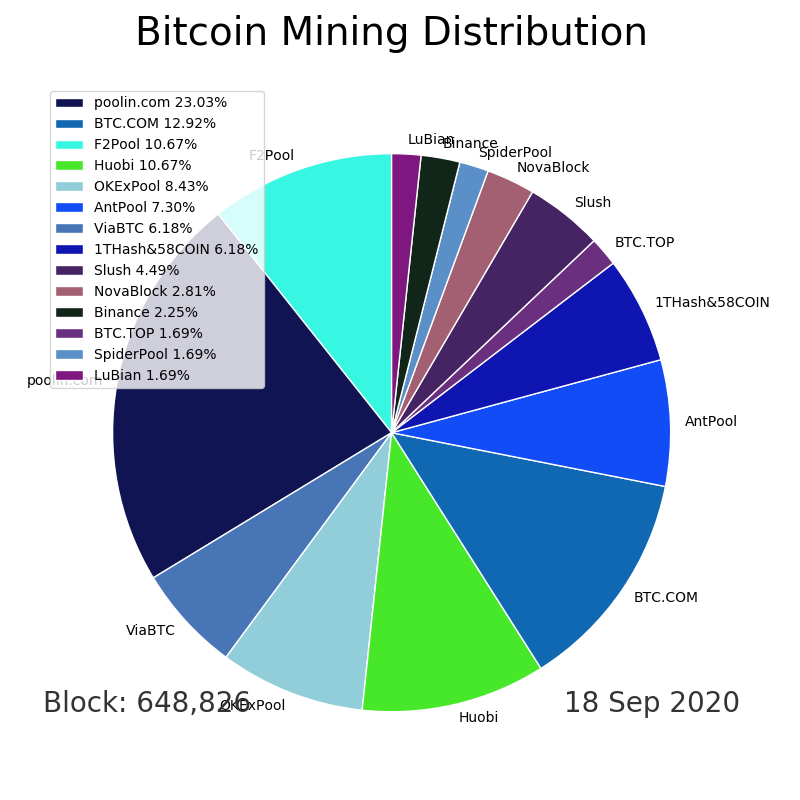 Bitcoin Mining Distribution
poolin.com 23.03%
BTC.COM 12.92%
F2Pool 10.67%
Huobi 10.67%
OKExPool 8.43%
AntPool 7.30%
ViaBTC 6.18%
1THash&58COIN 6.18%
Slush 4.49%
NovaBlock 2.81%
Binance 2.25%
BTC.TOP 1.69%
SpiderPool 1.69%
LuBian 1.69%
LuBian
Binance
SpiderPool
NovaBlock
Slush
BTC.TOP
1THash&58COIN
AntPool
BTC.COM
Huobi
OKExPool
ViaBTC
poolin.com
F2Pool
Block: 648,826
18 Sep 2020